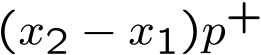 (x₂ − x₁)p⁺